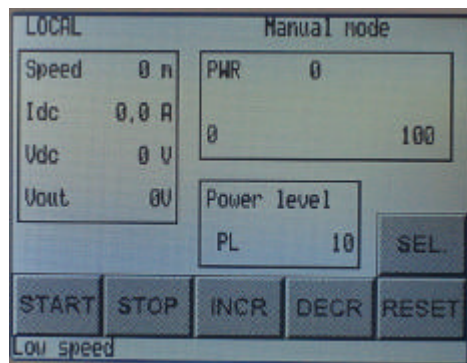 LOCAL Manual mode
Speed 0 m
Idc 0,0 A
Vdc 0 V
Vout 0V
PWR 0
0 100
Power level
PL 10
SEL.
START STOP INCR DECR RESET
Low speed